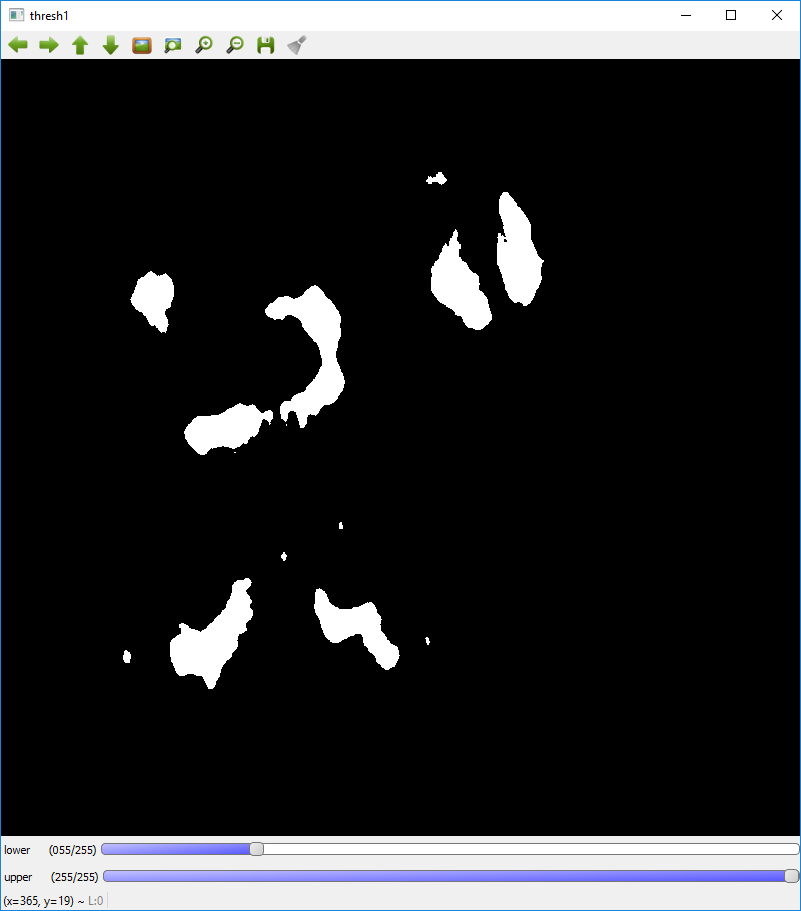 thresh1
lower (055/255)
upper (255/255)
(x=365, y=19) ~ L:0